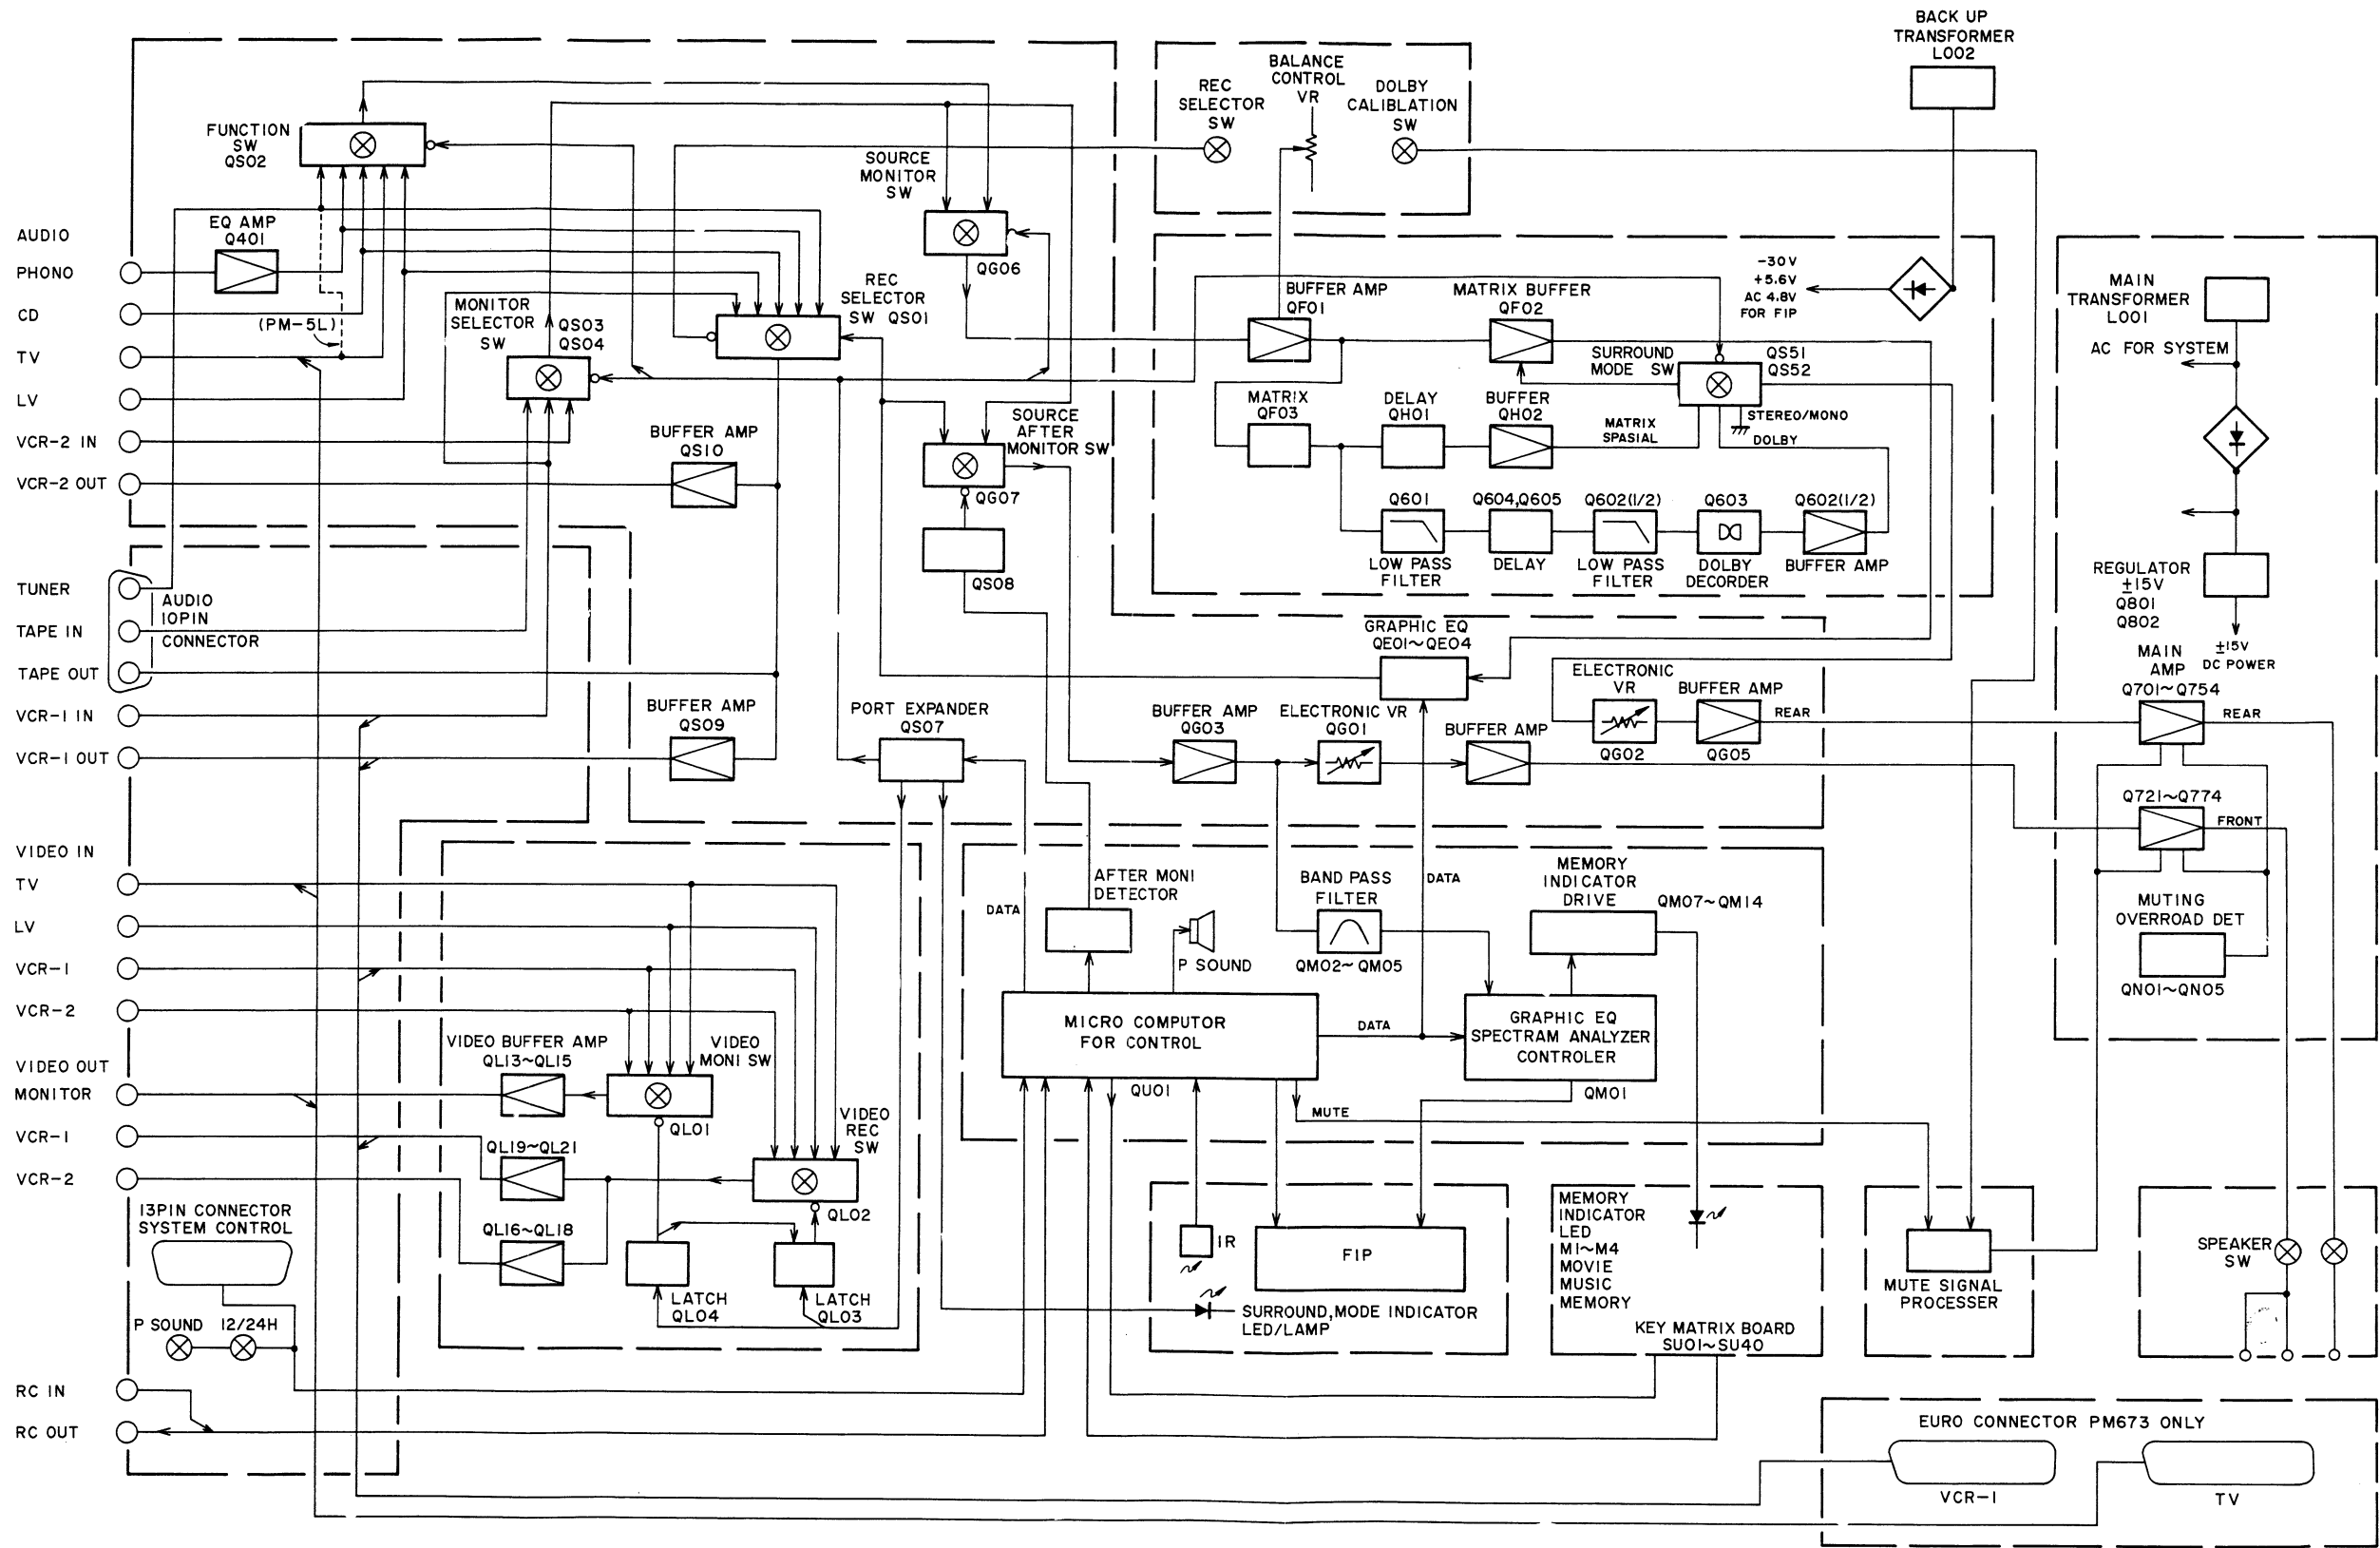 BACK UP
TRANSFORMER
L002
REC
SELECTOR
SW
BALANCE
CONTROL
VR
DOLBY
CALIBLATION
SW
FUNCTION
SW
QS02
SOURCE
MONITOR
SW
QG06
EQ AMP
Q401
AUDIO
PHONO
CD
TV
LV
VCR-2 IN
VCR-2 OUT
(PM-5L)
MONITOR
SELECTOR
SW
QS03
QS04
REC
SELECTOR
SW QS01
BUFFER AMP
QF01
MATRIX BUFFER
QF02
-30V
+5.6V
AC 4.8V
FOR FIP
SURROUND
MODE SW
QS51
QS52
MATRIX
QF03
DELAY
QH01
BUFFER
QH02
MATRIX
SPASIAL
STEREO/MONO
DOLBY
Q601
LOW PASS
FILTER
Q604,Q605
DELAY
Q602(1/2)
LOW PASS
FILTER
Q603
DOLBY
DECORDER
Q602(1/2)
BUFFER AMP
MAIN
TRANSFORMER
L001
AC FOR SYSTEM
REGULATOR
±15V
Q801
Q802
±15V
DC POWER
BUFFER AMP
QS10
SOURCE
AFTER
MONITOR SW
QG07
QS08
TUNER
TAPE IN
TAPE OUT
AUDIO
10PIN
CONNECTOR
VCR-1 IN
VCR-1 OUT
BUFFER AMP
QS09
PORT EXPANDER
QS07
GRAPHIC EQ
QE01~QE04
BUFFER AMP
QG03
ELECTRONIC VR
QG01
BUFFER AMP
ELECTRONIC
VR
QG02
BUFFER AMP
QG05
REAR
MAIN
AMP
Q701~Q754
REAR
Q721~Q774
FRONT
MUTING
OVERROAD DET
QN01~QN05
VIDEO IN
TV
LV
VCR-1
VCR-2
VIDEO OUT
MONITOR
VCR-1
VCR-2
VIDEO BUFFER AMP
QL13~QL15
VIDEO
MONI SW
QL01
QL19~QL21
QL16~QL18
VIDEO
REC
SW
QL02
LATCH
QL04
LATCH
QL03
DATA
AFTER MONI
DETECTOR
P SOUND
BAND PASS
FILTER
QM02~QM05
DATA
MEMORY
INDICATOR
DRIVE
QM07~QM14
MICRO COMPUTOR
FOR CONTROL
QU01
DATA
GRAPHIC EQ
SPECTRAM ANALYZER
CONTROLER
QM01
MUTE
13PIN CONNECTOR
SYSTEM CONTROL
P SOUND
12/24H
RC IN
RC OUT
IR
FIP
SURROUND,MODE INDICATOR
LED/LAMP
MEMORY
INDICATOR
LED
M1~M4
MOVIE
MUSIC
MEMORY
KEY MATRIX BOARD
SU01~SU40
MUTE SIGNAL
PROCESSER
SPEAKER
SW
EURO CONNECTOR PM673 ONLY
VCR-1
TV